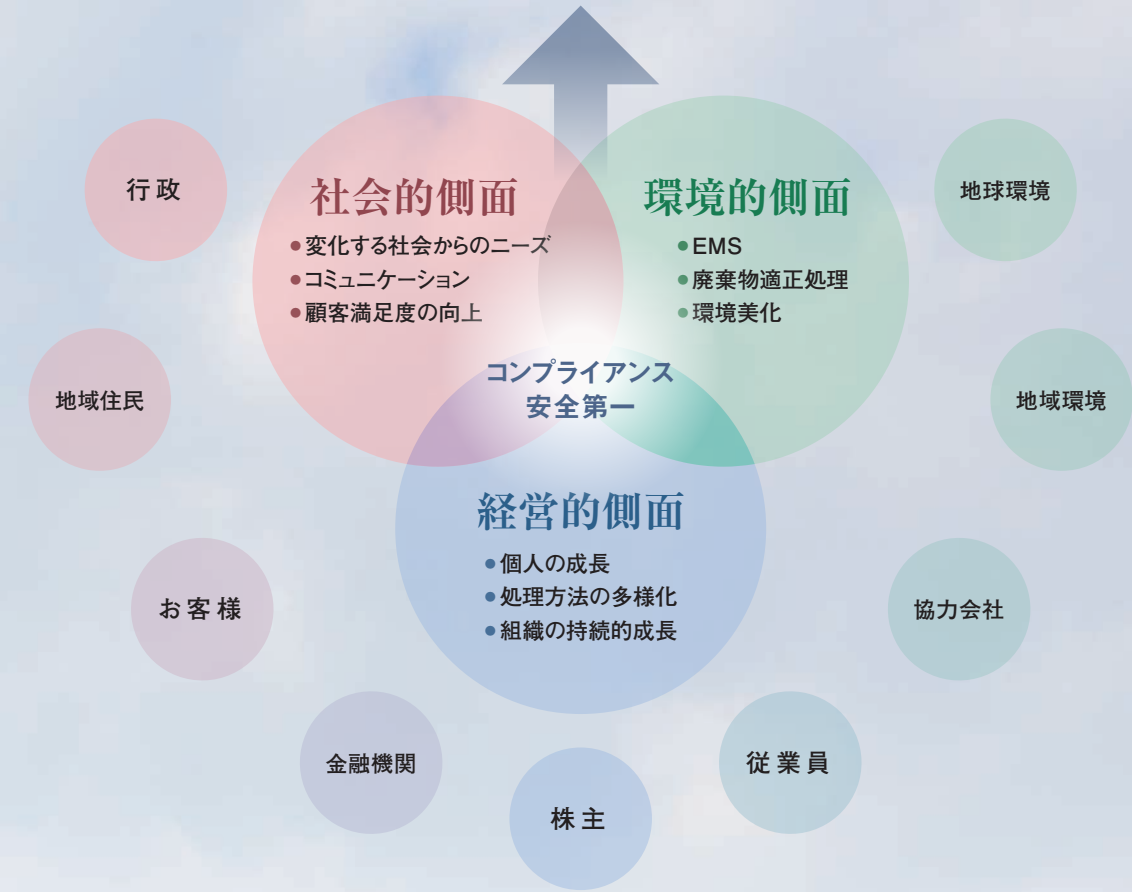 社会的側面
●変化する社会からのニーズ
●コミュニケーション
●顧客満足度の向上
環境的側面
●EMS
●廃棄物適正処理
●環境美化
コンプライアンス
安全第一
経営的側面
●個人の成長
●処理方法の多様化
●組織の持続的成長
行政
地域住民
お客様
金融機関
株主
従業員
協力会社
地域環境
地球環境